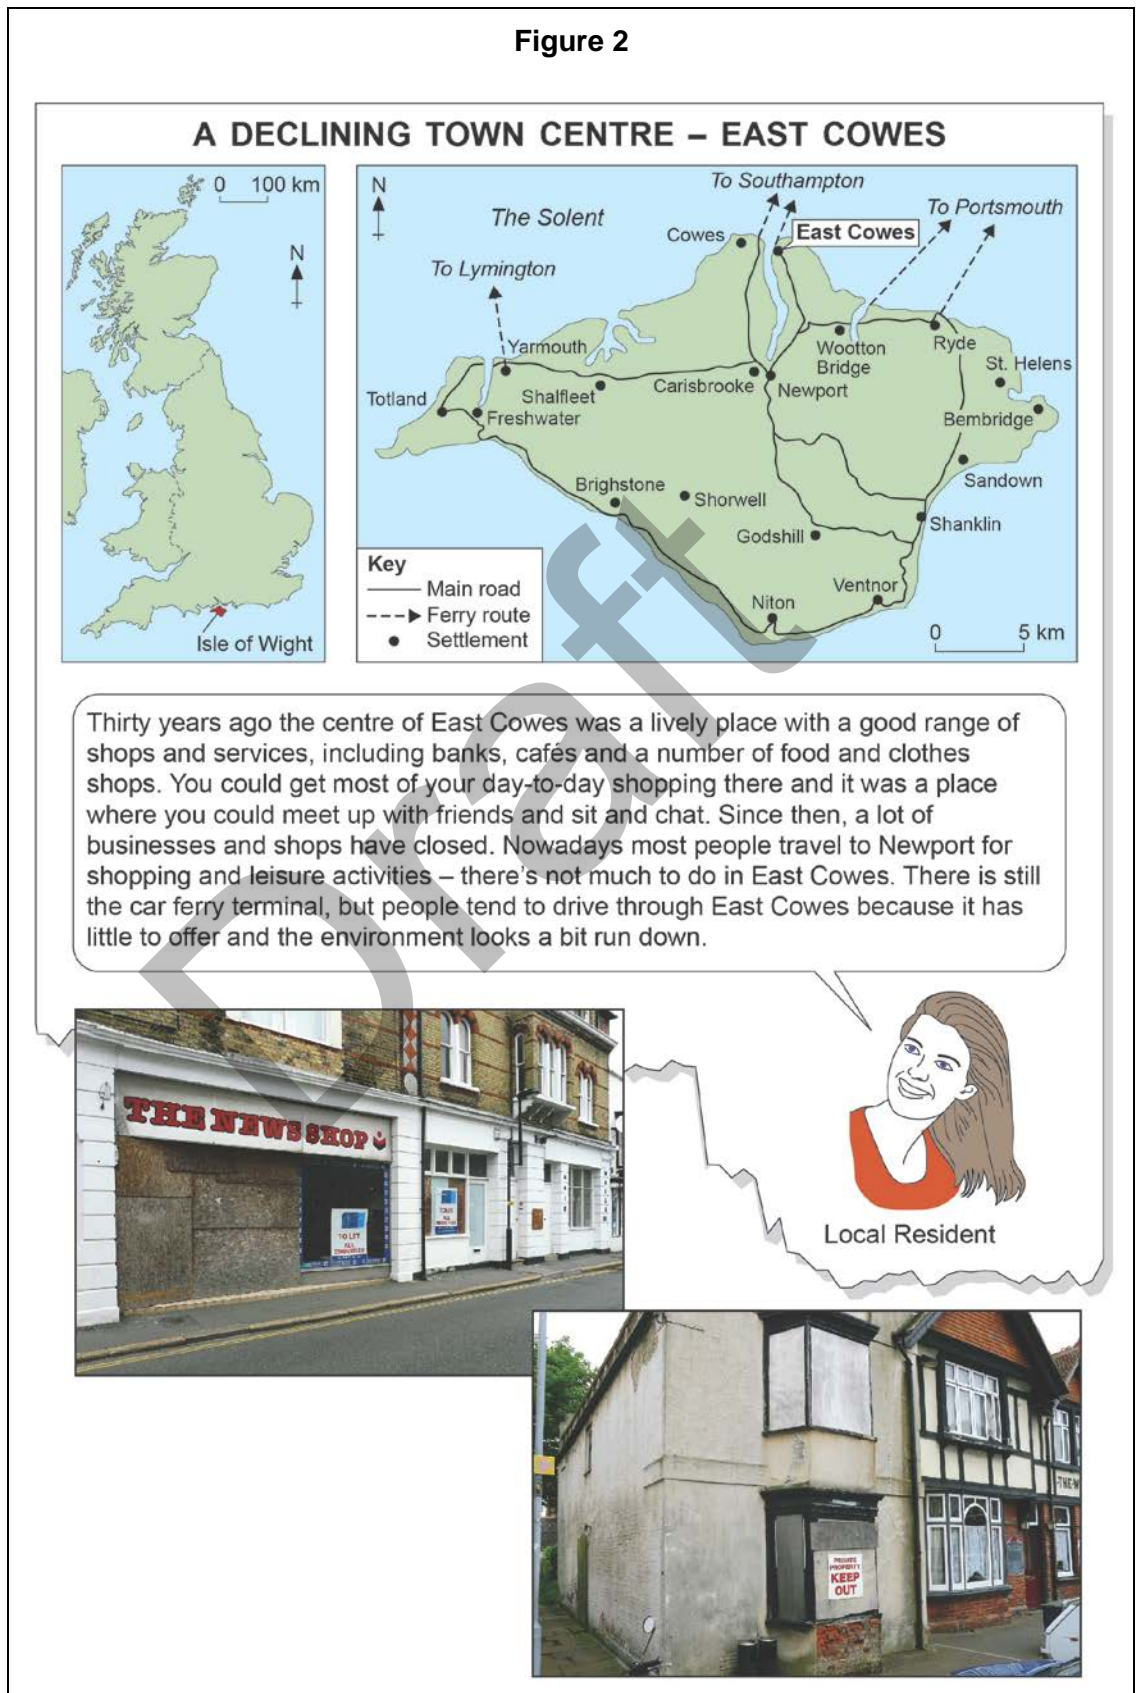 Figure 2
A DECLINING TOWN CENTRE – EAST COWES
0 100 km
N
Isle of Wight
N
The Solent
To Southampton
To Portsmouth
To Lymington
Cowes
East Cowes
Yarmouth
Wootton
Bridge
Ryde
St. Helens
Totland
Shalfleet
Carisbrooke
Newport
Freshwater
Bembridge
Sandown
Brighstone
Shorwell
Shanklin
Godshill
Ventnor
Niton
Key
Main road
Ferry route
Settlement
0 5 km
Thirty years ago the centre of East Cowes was a lively place with a good range of
shops and services, including banks, cafés and a number of food and clothes
shops. You could get most of your day-to-day shopping there and it was a place
where you could meet up with friends and sit and chat. Since then, a lot of
businesses and shops have closed. Nowadays most people travel to Newport for
shopping and leisure activities – there's not much to do in East Cowes. There is still
the car ferry terminal, but people tend to drive through East Cowes because it has
little to offer and the environment looks a bit run down.
Draft
Local Resident
THE NEWS SHOP
TO LET
ALL
PRIVATE
PROPERTY
KEEP
OUT
THE